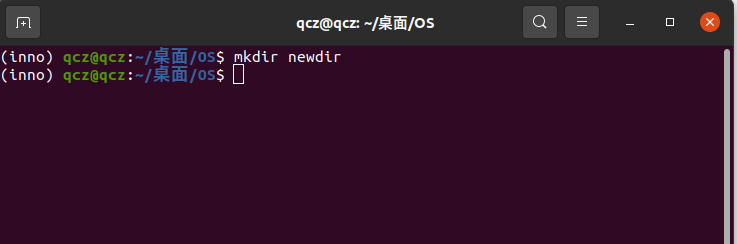 qcz@qcz: ~/桌面/OS
(inno) qcz@qcz:~/桌面/OS$ mkdir newdir
(inno) qcz@qcz:~/桌面/OS$